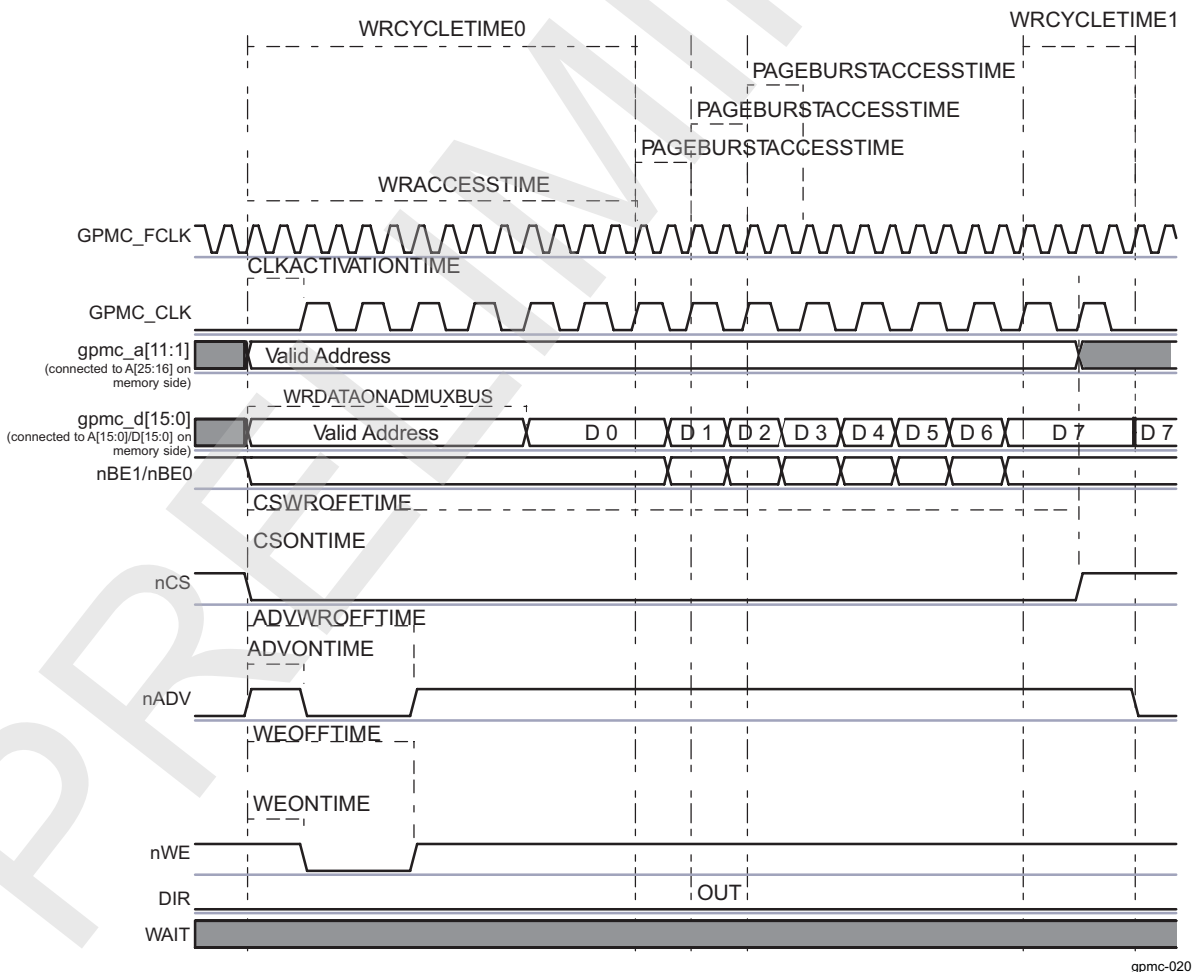 WRCYCLETIME1
WRCYCLETIME0
PAGEBURSTACCESSTIME
PAGEBURSTACCESSTIME
PAGEBURSTACCESSTIME
WRACCESSTIME
GPMC_FCLK
CLKACTIVATIONTIME
GPMC_CLK
gpmc_a[11:1]
(connected to A[25:16] on
memory side)
Valid Address
WRDATAONADMUXBUS
gpmc_d[15:0]
(connected to A[15:0]/D[15:0] on
memory side)
Valid Address D 0 D 1 D 2 D 3 D 4 D 5 D 6 D 7 D 7
nBE1/nBE0
CSWROFFTIME
CSONTIME
nCS
ADVWROFFTIME
ADVONTIME
nADV
WEOFFTIME
WEONTIME
nWE
DIR OUT
WAIT
gpmc-020